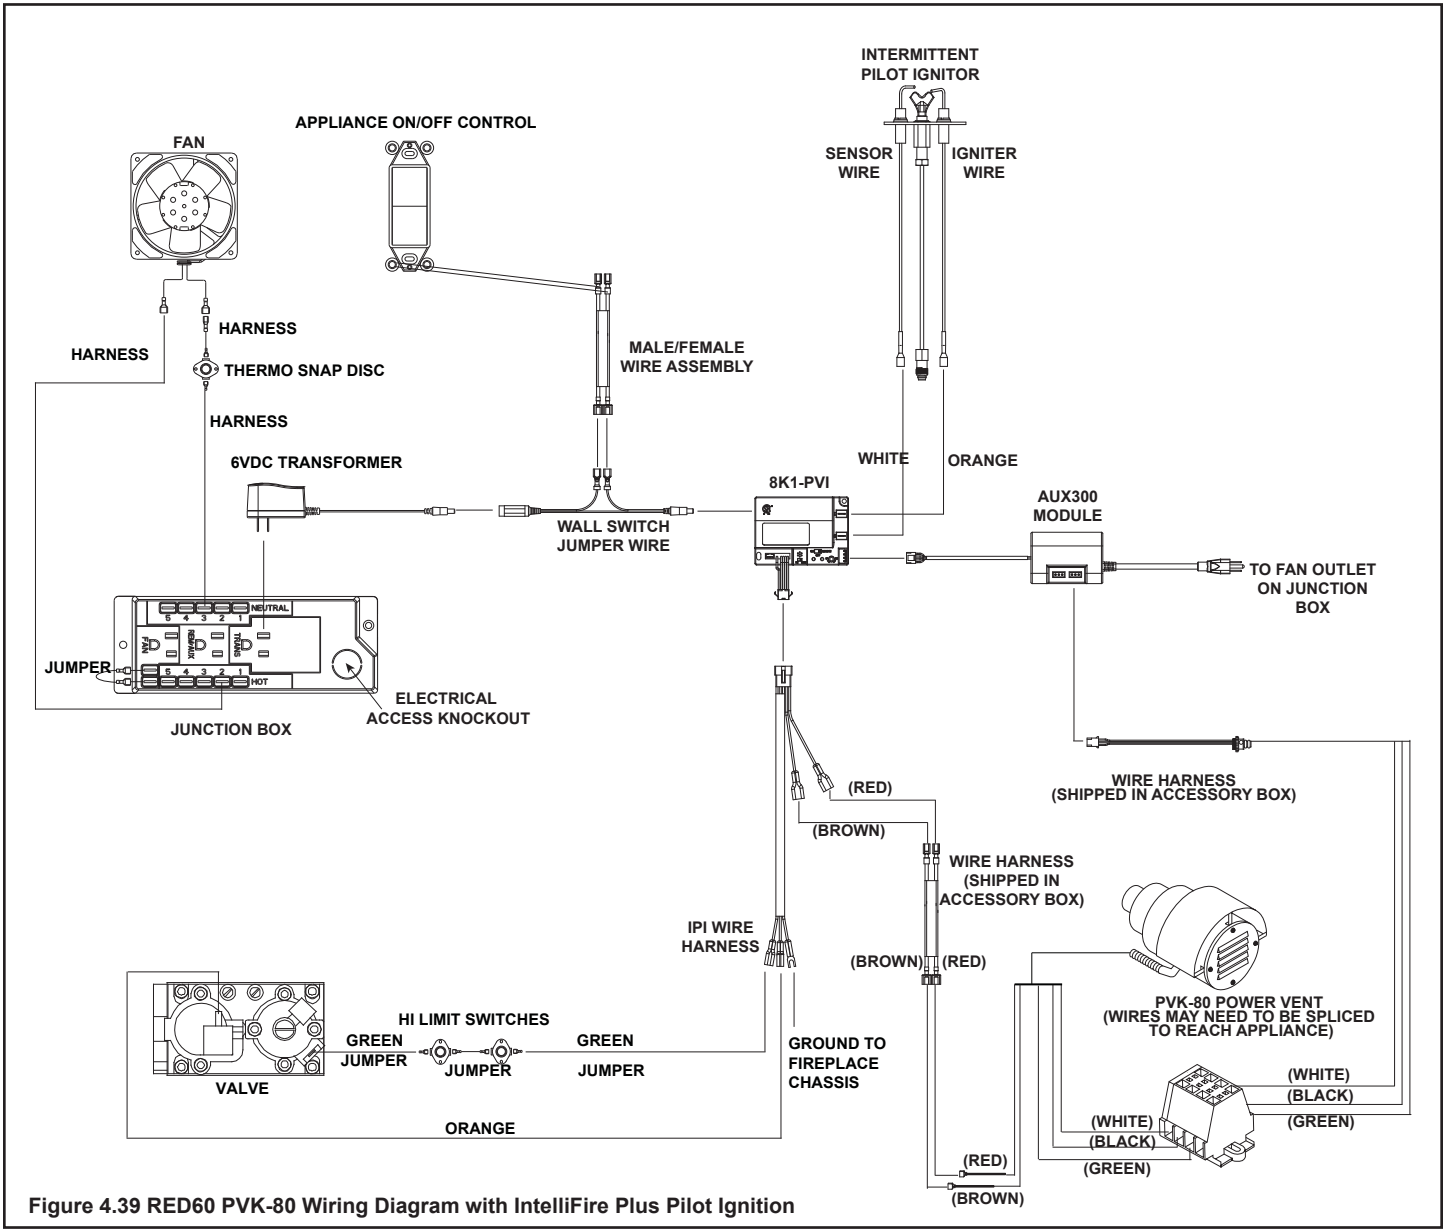 INTERMITTENT
PILOT IGNITOR
APPLIANCE ON/OFF CONTROL
FAN
SENSOR
WIRE
IGNITER
WIRE
HARNESS
HARNESS
THERMO SNAP DISC
HARNESS
MALE/FEMALE
WIRE ASSEMBLY
6VDC TRANSFORMER
WHITE
ORANGE
8K1-PVI
AUX300
MODULE
WALL SWITCH
JUMPER WIRE
TO FAN OUTLET
ON JUNCTION
BOX
NEUTRAL
5 4 3 2 1
FAN
REM/AUX
TRANS
5 4 3 2 1
HOT
JUMPER
ELECTRICAL
ACCESS KNOCKOUT
JUNCTION BOX
WIRE HARNESS
(SHIPPED IN ACCESSORY BOX)
(RED)
(BROWN)
WIRE HARNESS
(SHIPPED IN
ACCESSORY BOX)
IPI WIRE
HARNESS
(BROWN)
(RED)
PVK-80 POWER VENT
(WIRES MAY NEED TO BE SPLICED
TO REACH APPLIANCE)
HI LIMIT SWITCHES
GREEN
JUMPER
JUMPER
GREEN
JUMPER
GROUND TO
FIREPLACE
CHASSIS
VALVE
ORANGE
(WHITE)
(BLACK)
(GREEN)
(WHITE)
(BLACK)
(GREEN)
(RED)
(BROWN)
Figure 4.39 RED60 PVK-80 Wiring Diagram with IntelliFire Plus Pilot Ignition